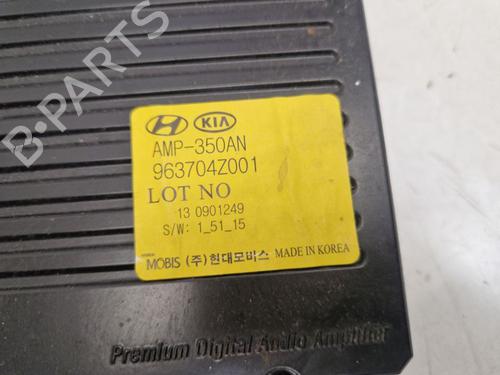 KIA
AMP-350AN
963704Z001
LOT NO
13 0901249
S/W: 1_51_15
MOBIS (주)현대모비스 MADE IN KOREA
Premium Digital Audio Amplifier
B-PARTS